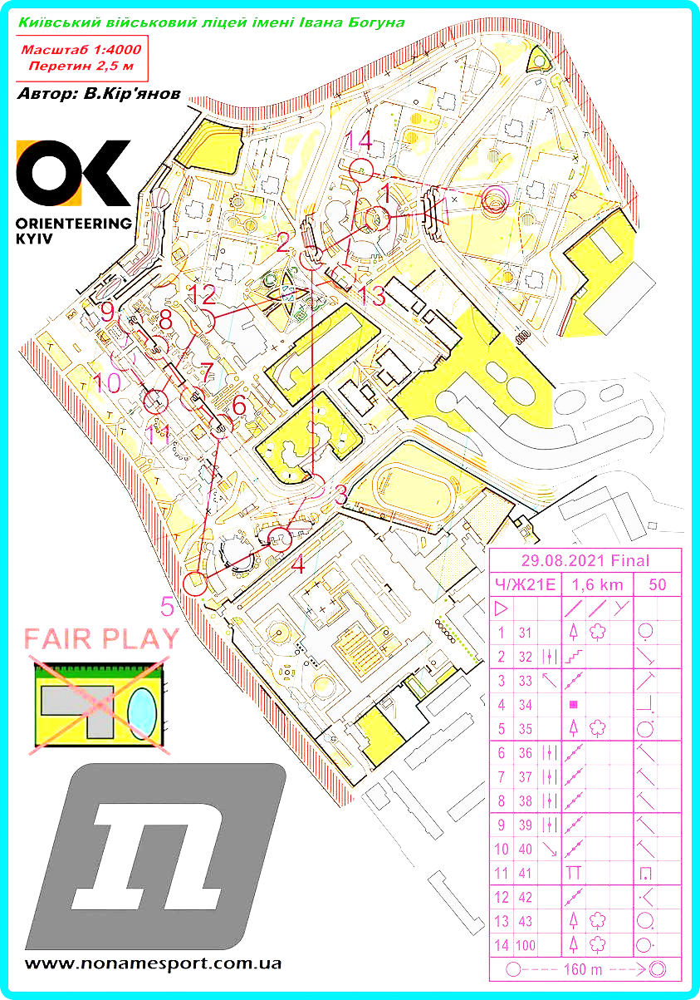 Київський військовий ліцей імені Івана Богуна
Масштаб 1:4000
Перетин 2,5 м
Автор: В.Кір'янов
OK
ORIENTEERING
KYIV
14
1
2
13
12
9
8
10
7
6
11
3
4
5
FAIR PLAY
n
www.nonamesport.com.ua
29.08.2021 Final
Ч/Ж21E 1,6 km 50
1 31
2 32
3 33
4 34
5 35
6 36
7 37
8 38
9 39
10 40
11 41
12 42
13 43
14 100
160 m